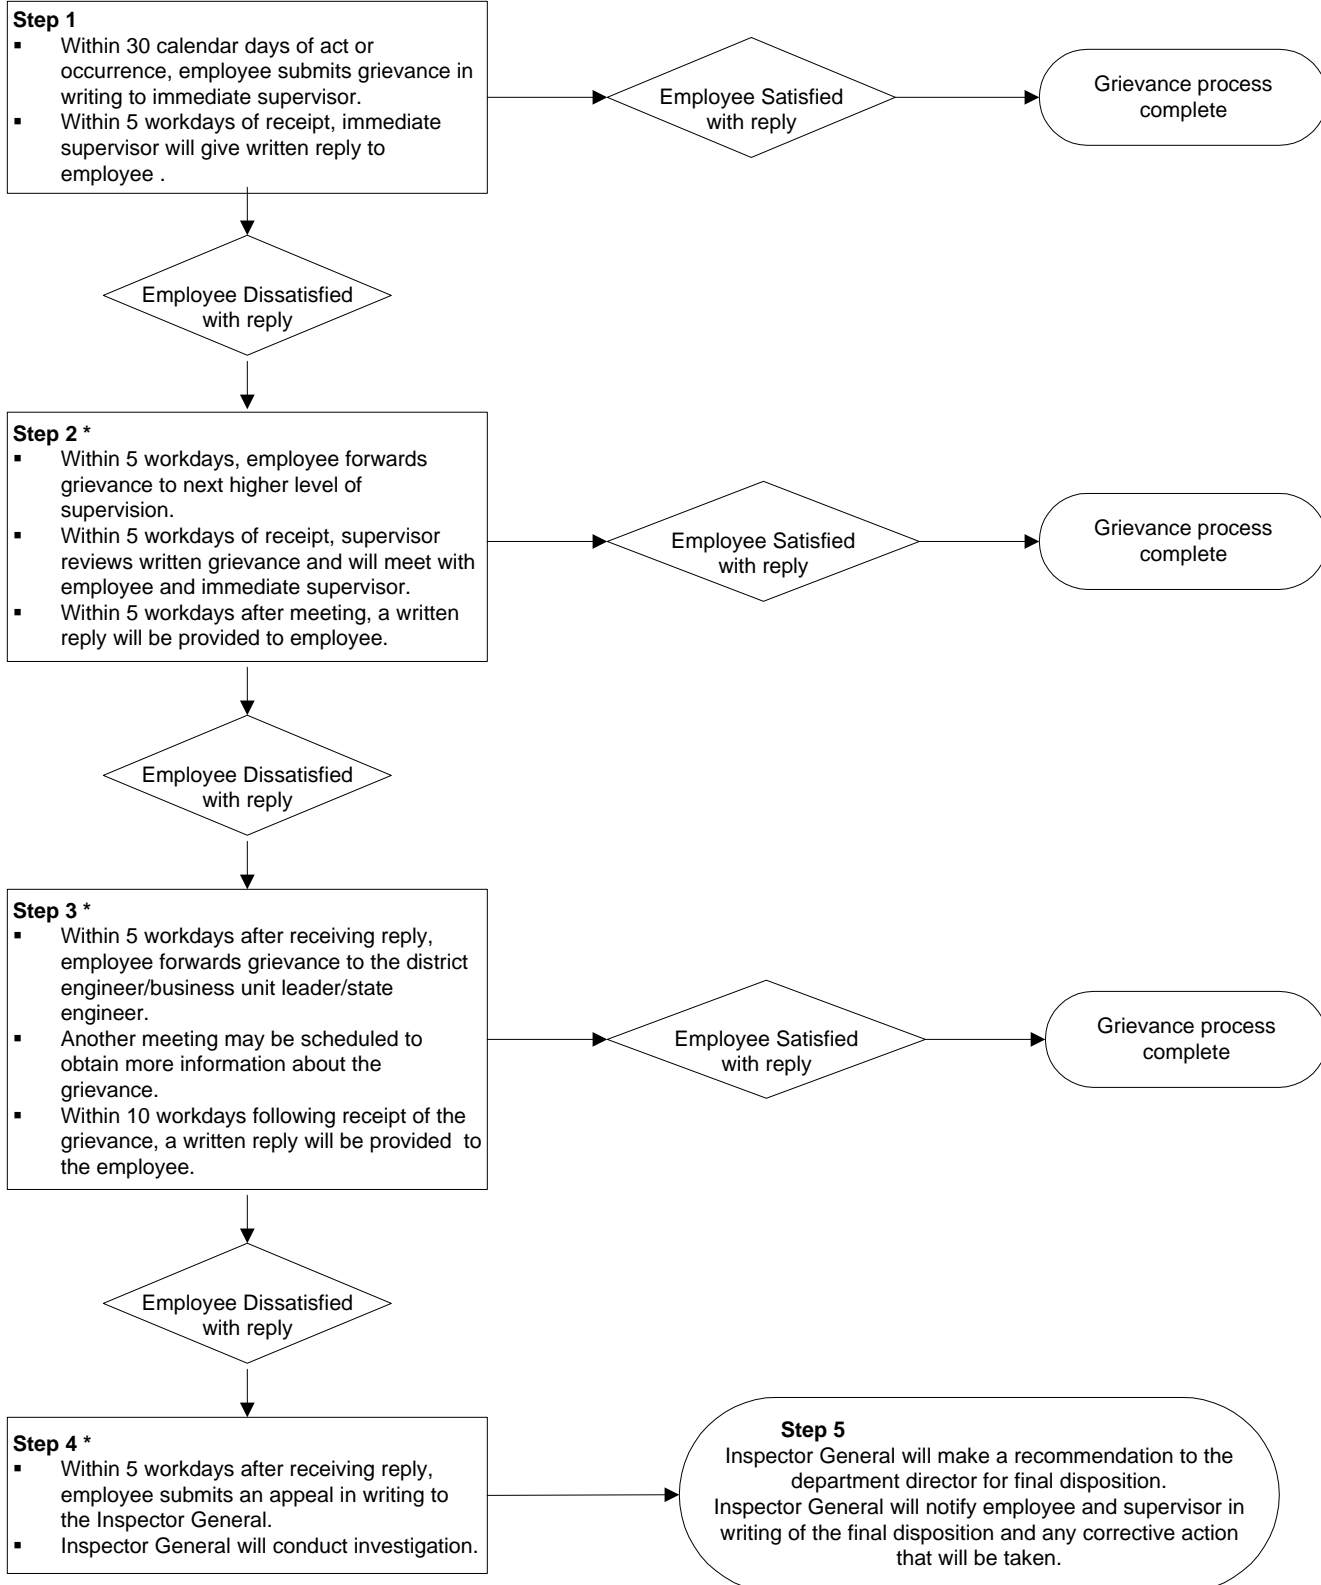 Step 1
▪ Within 30 calendar days of act or
occurrence, employee submits grievance in
writing to immediate supervisor.
▪ Within 5 workdays of receipt, immediate
supervisor will give written reply to
employee .
Employee Satisfied
with reply
Grievance process
complete
Employee Dissatisfied
with reply
Step 2 *
▪ Within 5 workdays, employee forwards
grievance to next higher level of
supervision.
▪ Within 5 workdays of receipt, supervisor
reviews written grievance and will meet with
employee and immediate supervisor.
▪ Within 5 workdays after meeting, a written
reply will be provided to employee.
Employee Satisfied
with reply
Grievance process
complete
Employee Dissatisfied
with reply
Step 3 *
▪ Within 5 workdays after receiving reply,
employee forwards grievance to the district
engineer/business unit leader/state
engineer.
▪ Another meeting may be scheduled to
obtain more information about the
grievance.
▪ Within 10 workdays following receipt of the
grievance, a written reply will be provided to
the employee.
Employee Satisfied
with reply
Grievance process
complete
Employee Dissatisfied
with reply
Step 4 *
▪ Within 5 workdays after receiving reply,
employee submits an appeal in writing to
the Inspector General.
▪ Inspector General will conduct investigation.
Step 5
Inspector General will make a recommendation to the
department director for final disposition.
Inspector General will notify employee and supervisor in
writing of the final disposition and any corrective action
that will be taken.